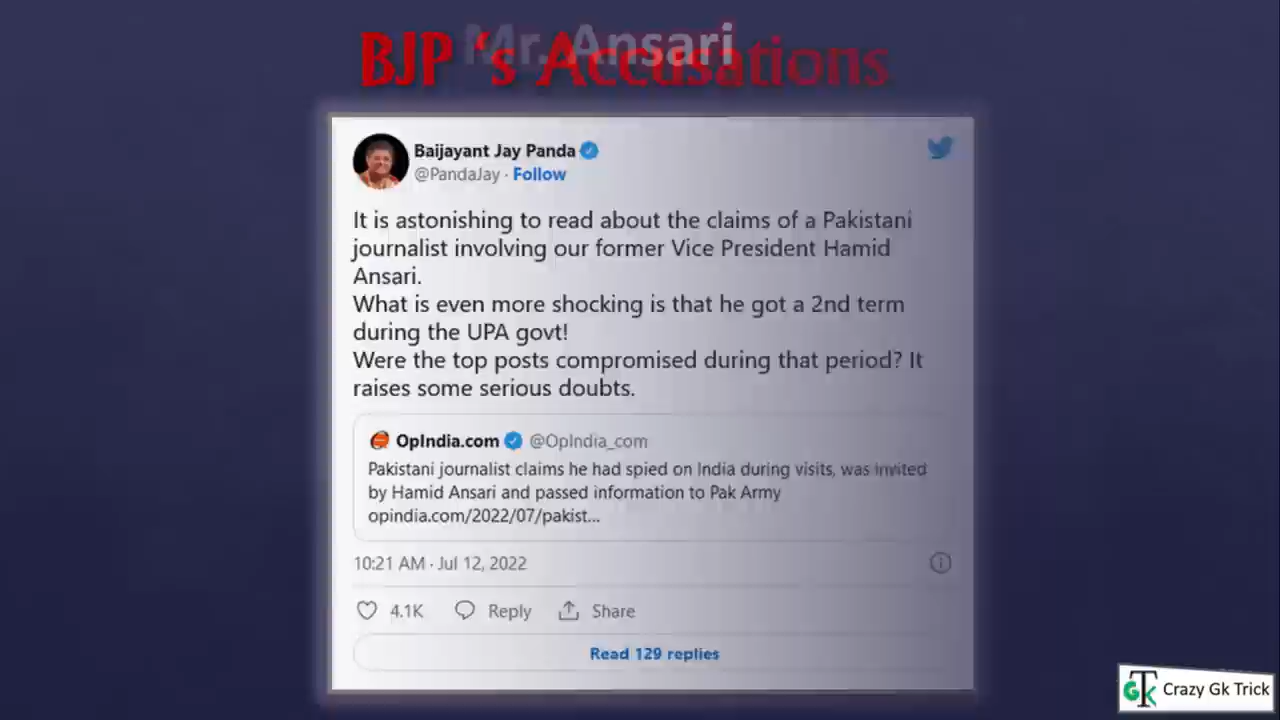 BJP 's Accusations
Mr. Ansari
Baijayant Jay Panda
@PandaJay · Follow
It is astonishing to read about the claims of a Pakistani
journalist involving our former Vice President Hamid
Ansari.
What is even more shocking is that he got a 2nd term
during the UPA govt!
Were the top posts compromised during that period? It
raises some serious doubts.
OpIndia.com @OpIndia_com
Pakistani journalist claims he had spied on India during visits, was invited
by Hamid Ansari and passed information to Pak Army
opindia.com/2022/07/pakist...
10:21 AM · Jul 12, 2022
4.1K Reply Share
Read 129 replies
GTK Crazy Gk Trick